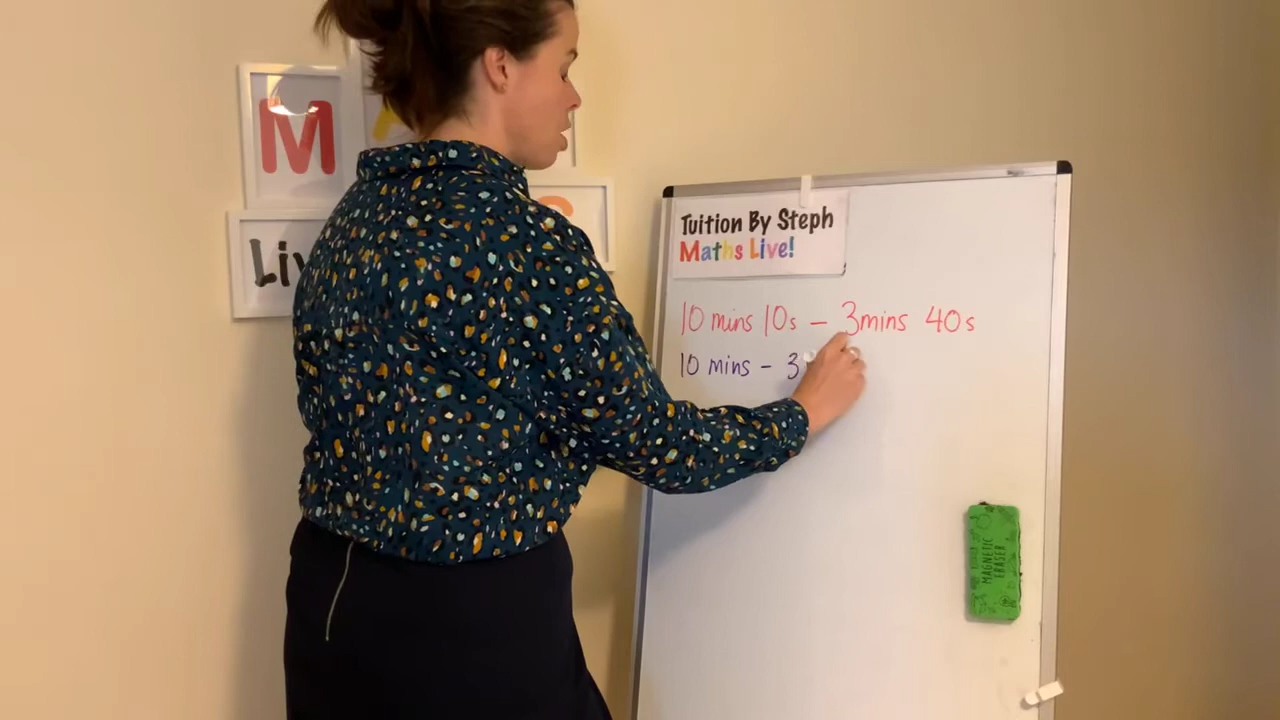 M
Liv
Tuition By Steph
Maths Live!
10 mins 10s - 3mins 40s
10 mins - 3
MAGNETIC
ERASER